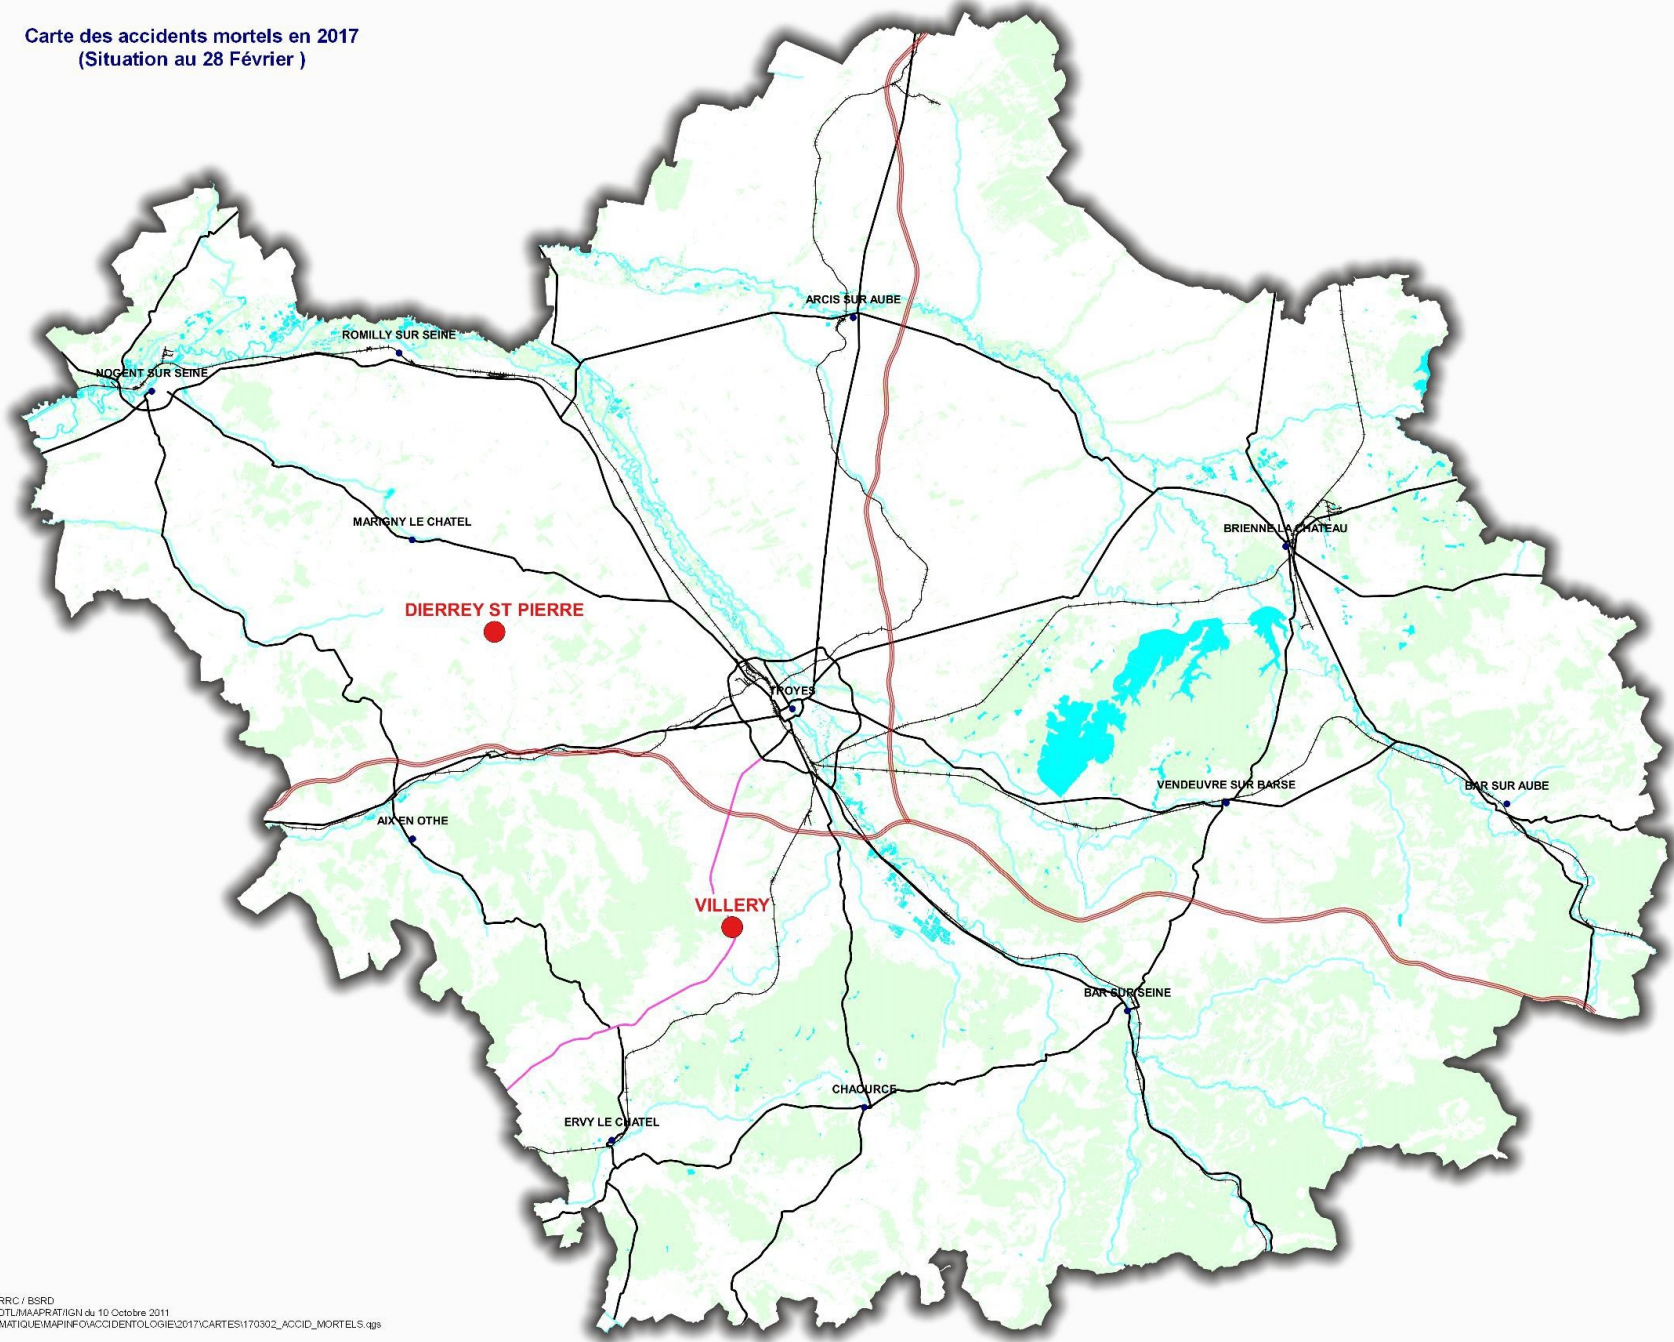 Carte des accidents mortels en 2017
(Situation au 28 Février )
ARCIS SUR AUBE
ROMILLY SUR SEINE
NOGENT SUR SEINE
MARIGNY LE CHATEL
BRIENNE LA CHATEAU
DIERREY ST PIERRE
TROYES
VENDEUVRE SUR BARSE
BAR SUR AUBE
AIX EN OTHE
VILLERY
BAR SUR SEINE
CHAOURCE
ERVY LE CHATEL
RRC / BSRD
OTL/MAAPRAT/IGN du 10 Octobre 2011
MATIQUE\MAPINFO\ACCIDENTOLOGIE\2017\CARTES\170302_ACCID_MORTELS.qgs